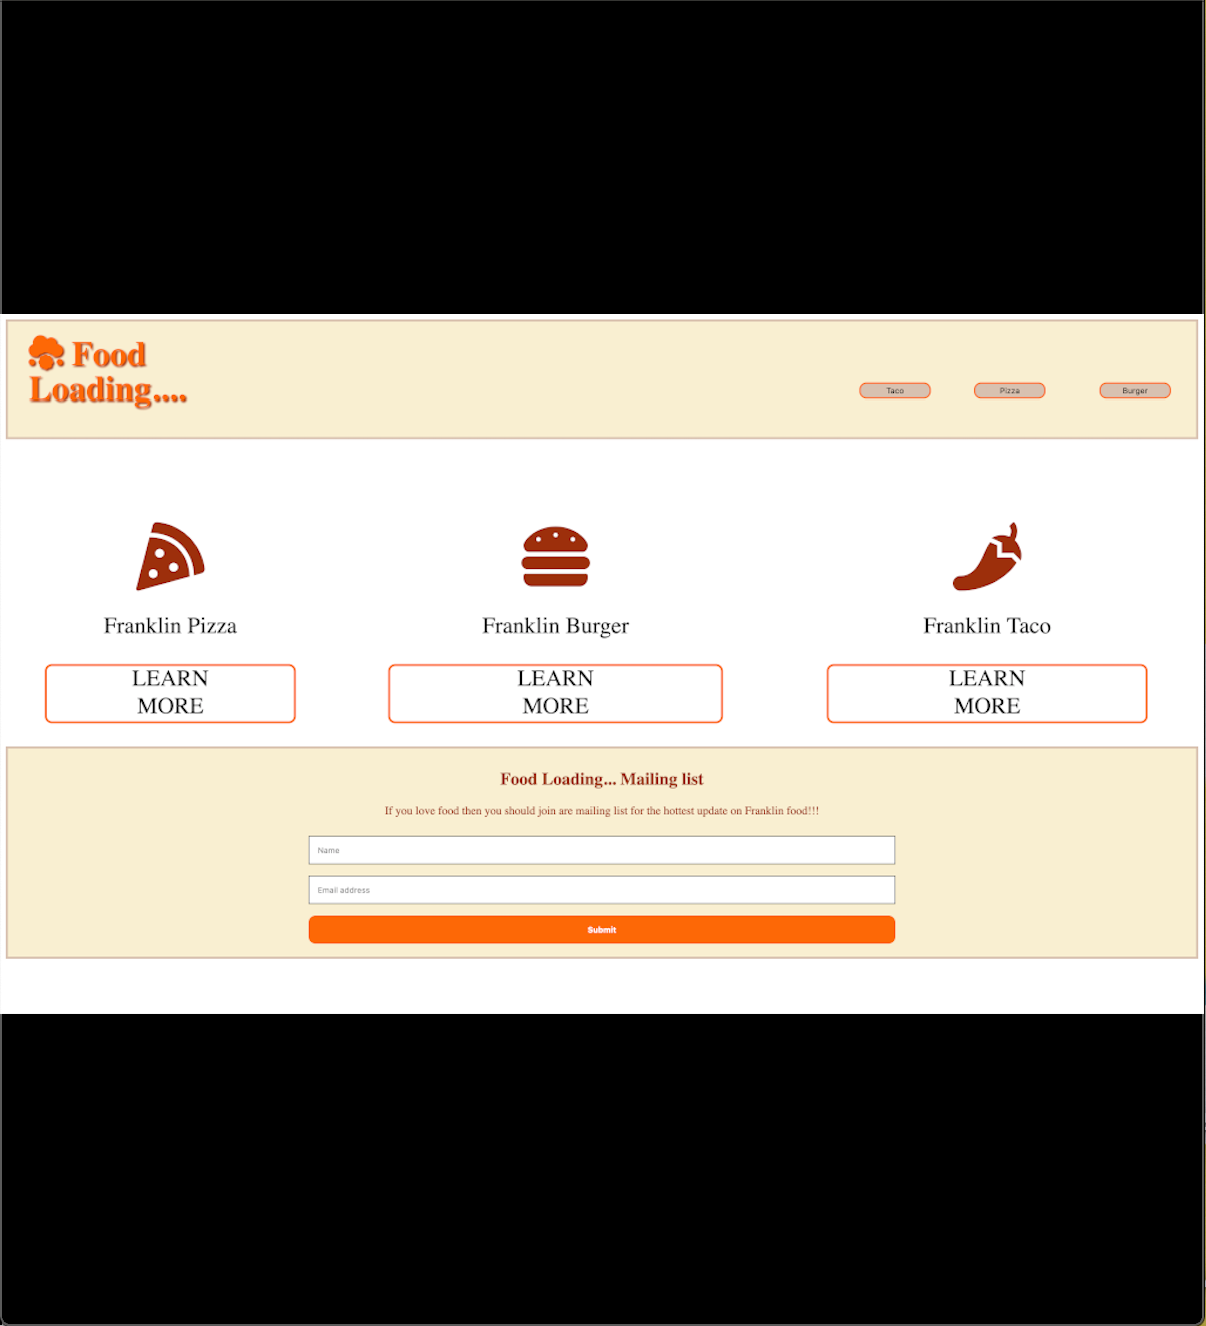 Food
Loading....
Taco
Pizza
Burger
Franklin Pizza
Franklin Burger
Franklin Taco
LEARN
MORE
LEARN
MORE
LEARN
MORE
Food Loading... Mailing list
If you love food then you should join are mailing list for the hottest update on Franklin food!!!
Name
Email address
Submit